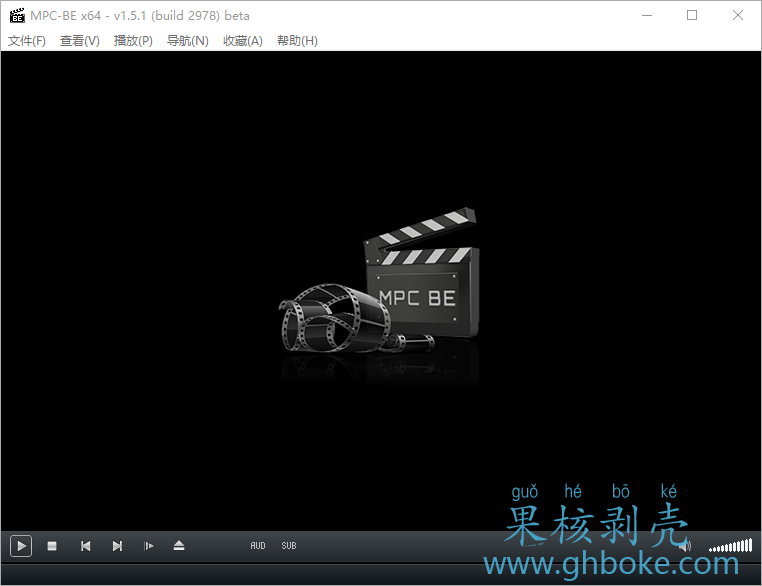 MPC-BE x64 - v1.5.1 (build 2978) beta
文件(F) 查看(V) 播放(P) 导航(N) 收藏(A) 帮助(H)
MPC BE
guǒ hé bō ké
果核剥壳
AUD SUB
www.ghboke.com